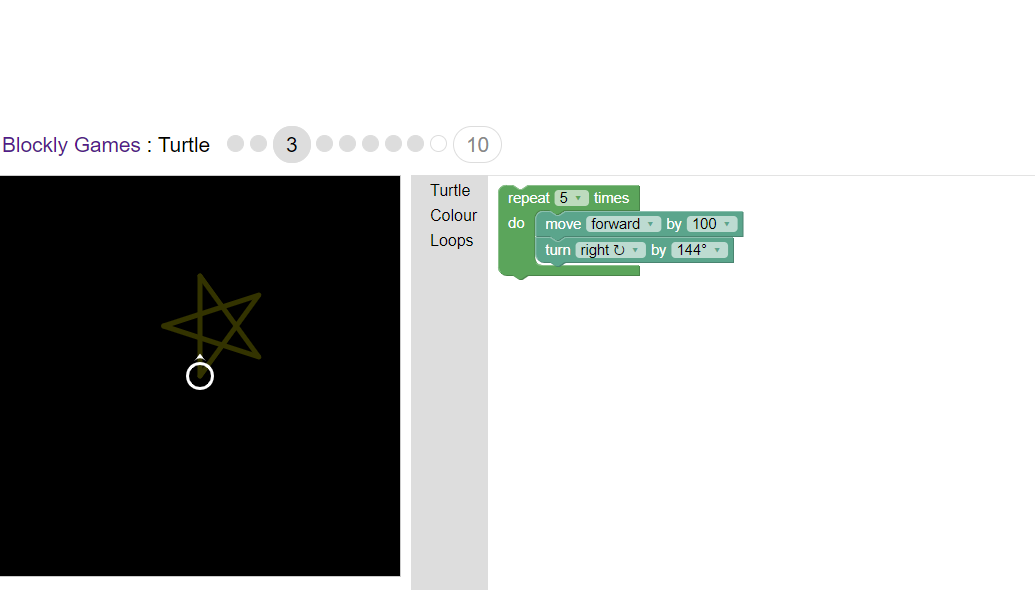 Blockly Games : Turtle 3 10
Turtle
Colour
Loops
repeat 5 times
do move forward by 100
turn right ↻ by 144°